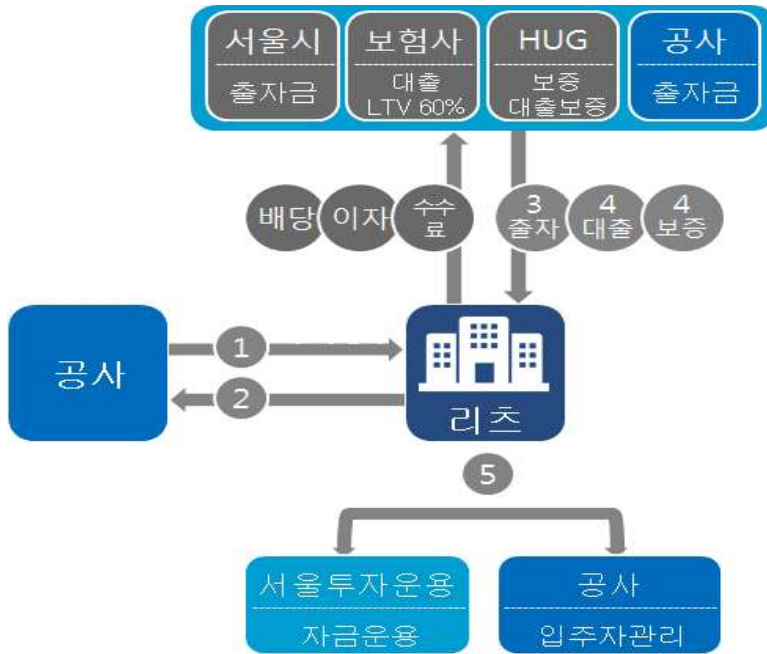 서울시
출자금
보험사
대출
LTV 60%
HUG
보증
대출보증
공사
출자금
배당
이자
수수
료
3
출자
4
대출
4
보증
공사
1
2
리츠
5
서울투자운용
자금운용
공사
입주자관리